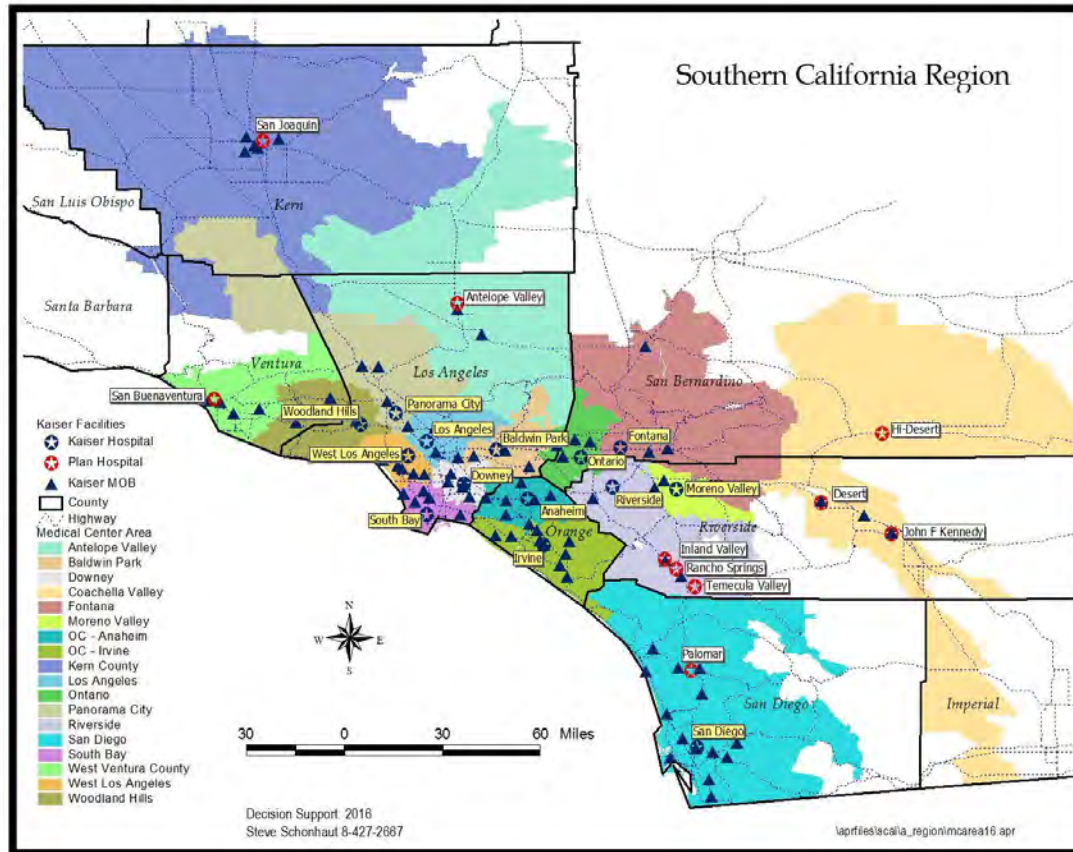 Southern California Region
San Joaquin
San Luis Obispo
Kern
Santa Barbara
Antelope Valley
Ventura
Los Angeles
San Bernardino
San Buenaventura
Woodland Hills
Panorama City
Los Angeles
Baldwin Park
Fontana
Hi-Desert
West Los Angeles
Ontario
Downey
Riverside
Moreno Valley
Desert
South Bay
Anaheim
Orange
Riverside
John F Kennedy
Irvine
Inland Valley
Rancho Springs
Temecula Valley
Palomar
San Diego
Imperial
San Diego
Kaiser Facilities
Kaiser Hospital
Plan Hospital
Kaiser MOB
County
Highway
Medical Center Area
Antelope Valley
Baldwin Park
Downey
Coachella Valley
Fontana
Moreno Valley
OC - Anaheim
OC - Irvine
Kern County
Los Angeles
Ontario
Panorama City
Riverside
San Diego
South Bay
West Ventura County
West Los Angeles
Woodland Hills
N
W E
S
30 0 30 60 Miles
Decision Support: 2016
Steve Schonhaut 8-427-2667
\aprfiles\scal\a_region\mcarea16.apr